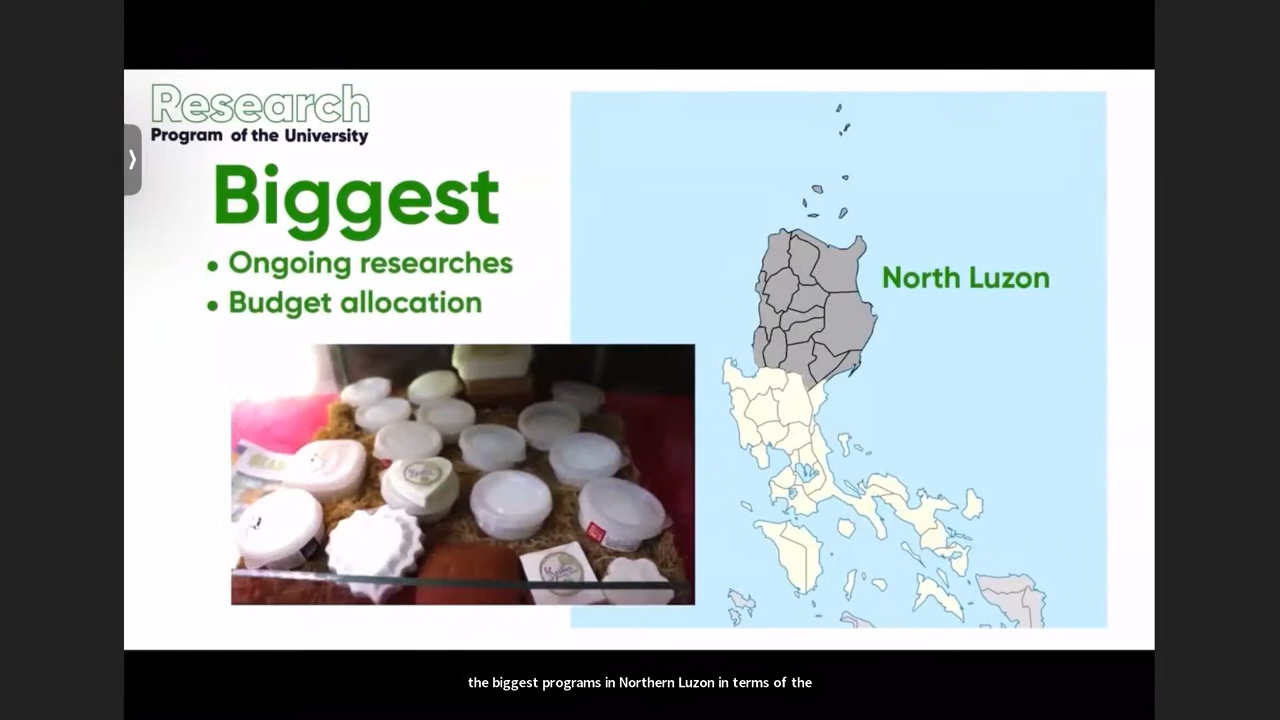 Research
Program of the University
Biggest
• Ongoing researches
• Budget allocation
North Luzon
the biggest programs in Northern Luzon in terms of the